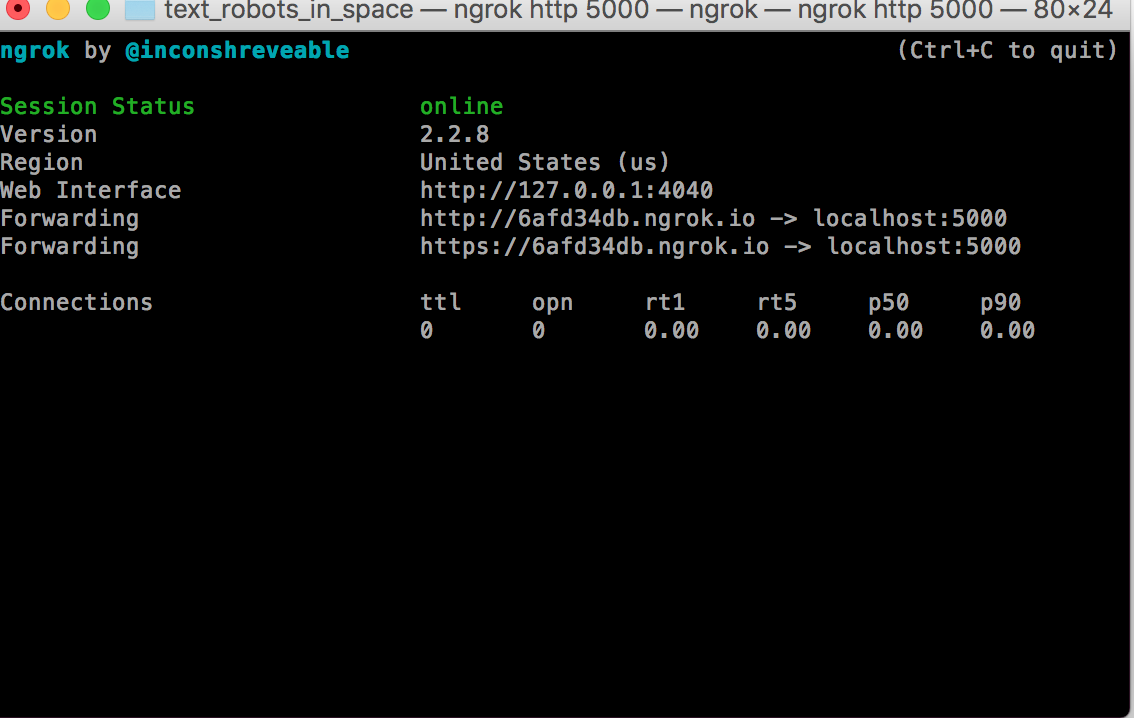 text_robots_in_space — ngrok http 5000 — ngrok — ngrok http 5000 — 80×24
ngrok by @inconshreveable (Ctrl+C to quit)
Session Status online
Version 2.2.8
Region United States (us)
Web Interface http://127.0.0.1:4040
Forwarding http://6afd34db.ngrok.io -> localhost:5000
Forwarding https://6afd34db.ngrok.io -> localhost:5000
Connections ttl opn rt1 rt5 p50 p90
0 0 0.00 0.00 0.00 0.00